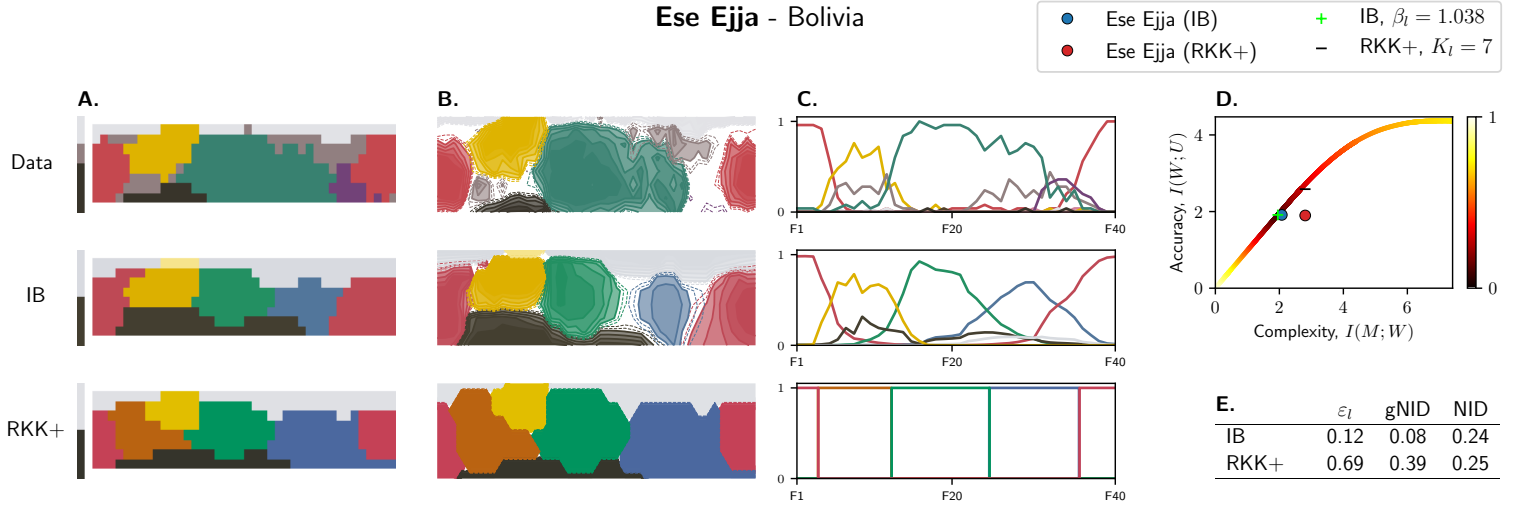 Ese Ejja - Bolivia
Ese Ejja (IB)
Ese Ejja (RKK+)
IB, βₗ = 1.038
RKK+, Kₗ = 7
A.
B.
C.
D.
Data
IB
RKK+
1
0
F1
F20
F40
1
0
F1
F20
F40
1
0
F1
F20
F40
Accuracy, I(W; U)
4
2
0
0
2
4
6
Complexity, I(M; W)
1
0
E.
εₗ gNID NID
IB 0.12 0.08 0.24
RKK+ 0.69 0.39 0.25